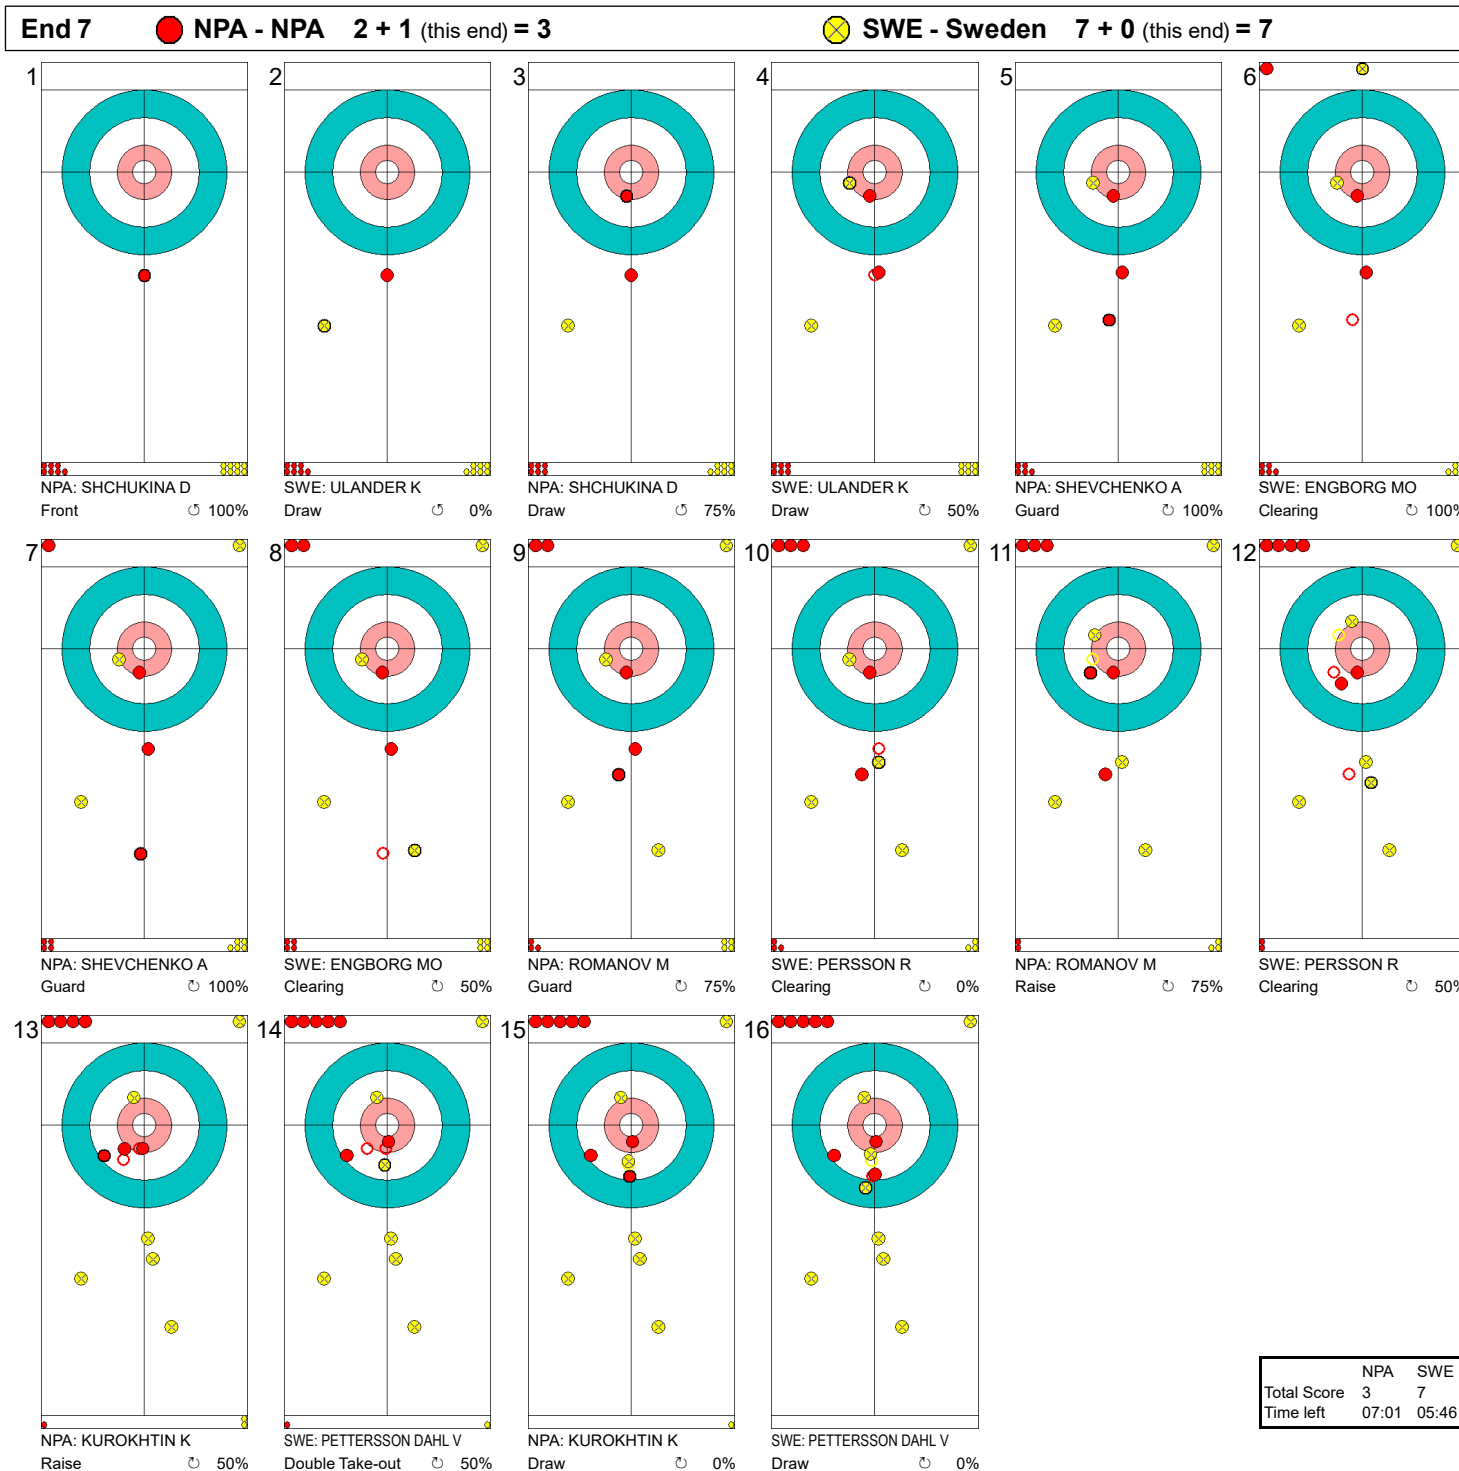 End 7 NPA - NPA 2 + 1 (this end) = 3 SWE - Sweden 7 + 0 (this end) = 7
1 2 3 4 5 6
NPA: SHCHUKINA D SWE: ULANDER K NPA: SHCHUKINA D SWE: ULANDER K NPA: SHEVCHENKO A SWE: ENGBORG MO
Front ↺ 100% Draw ↺ 0% Draw ↺ 75% Draw ↻ 50% Guard ↻ 100% Clearing ↻ 100%
7 8 9 10 11 12
NPA: SHEVCHENKO A SWE: ENGBORG MO NPA: ROMANOV M SWE: PERSSON R NPA: ROMANOV M SWE: PERSSON R
Guard ↻ 100% Clearing ↻ 50% Guard ↻ 75% Clearing ↻ 0% Raise ↻ 75% Clearing ↻ 50%
13 14 15 16
NPA: KUROKHTIN K SWE: PETTERSSON DAHL V NPA: KUROKHTIN K SWE: PETTERSSON DAHL V
Raise ↻ 50% Double Take-out ↻ 50% Draw ↻ 0% Draw ↻ 0%
NPA SWE
Total Score 3 7
Time left 07:01 05:46